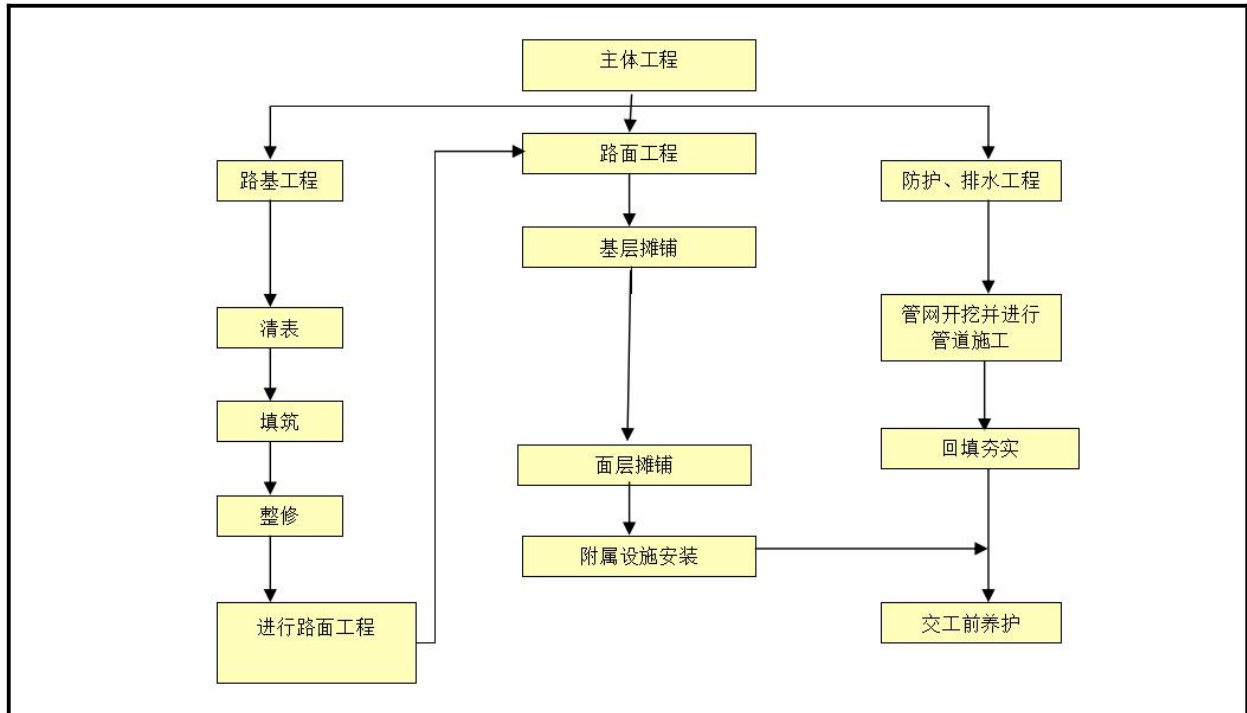 主体工程
路基工程
路面工程
防护、排水工程
基层摊铺
清表
管网开挖并进行
管道施工
填筑
回填夯实
面层摊铺
整修
附属设施安装
进行路面工程
交工前养护